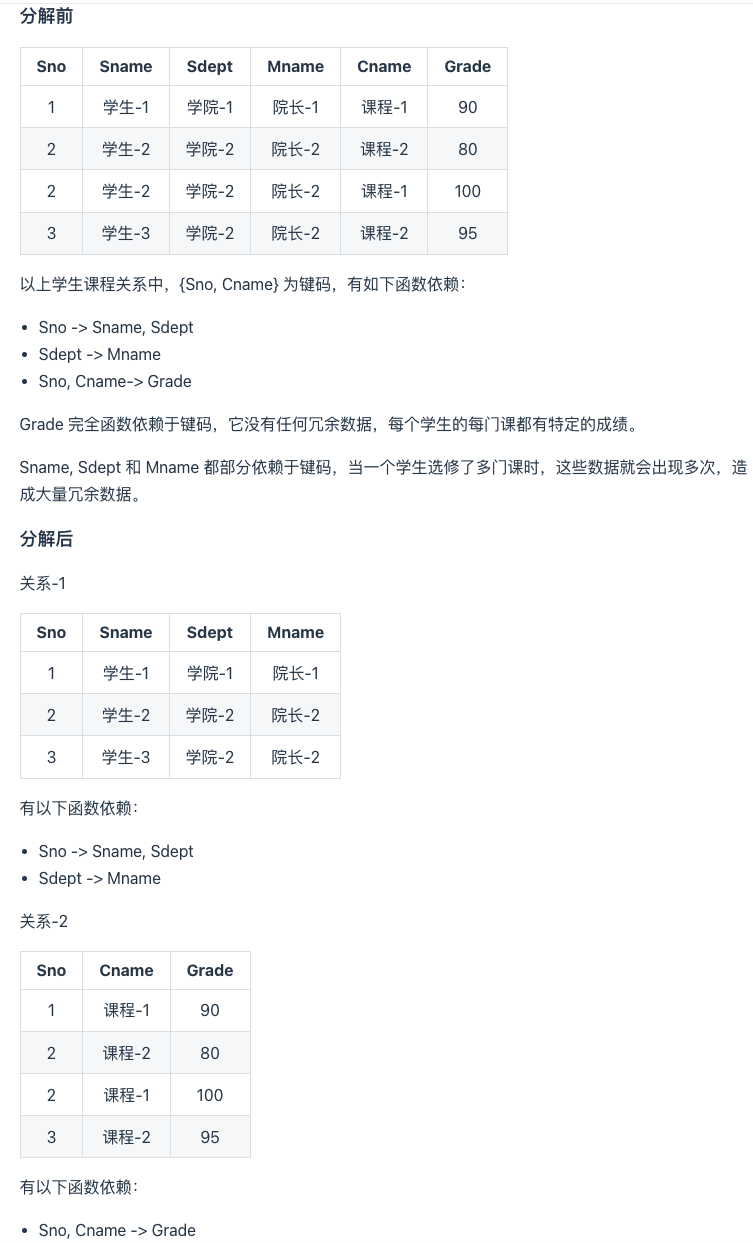 分解前
Sno Sname Sdept Mname Cname Grade
1 学生-1 学院-1 院长-1 课程-1 90
2 学生-2 学院-2 院长-2 课程-2 80
2 学生-2 学院-2 院长-2 课程-1 100
3 学生-3 学院-2 院长-2 课程-2 95
以上学生课程关系中，{Sno, Cname} 为键码，有如下函数依赖：
• Sno -> Sname, Sdept
• Sdept -> Mname
• Sno, Cname-> Grade
Grade 完全函数依赖于键码，它没有任何冗余数据，每个学生的每门课都有特定的成绩。
Sname, Sdept 和 Mname 都部分依赖于键码，当一个学生选修了多门课时，这些数据就会出现多次，造
成大量冗余数据。
分解后
关系-1
Sno Sname Sdept Mname
1 学生-1 学院-1 院长-1
2 学生-2 学院-2 院长-2
3 学生-3 学院-2 院长-2
有以下函数依赖：
• Sno -> Sname, Sdept
• Sdept -> Mname
关系-2
Sno Cname Grade
1 课程-1 90
2 课程-2 80
2 课程-1 100
3 课程-2 95
有以下函数依赖：
• Sno, Cname -> Grade